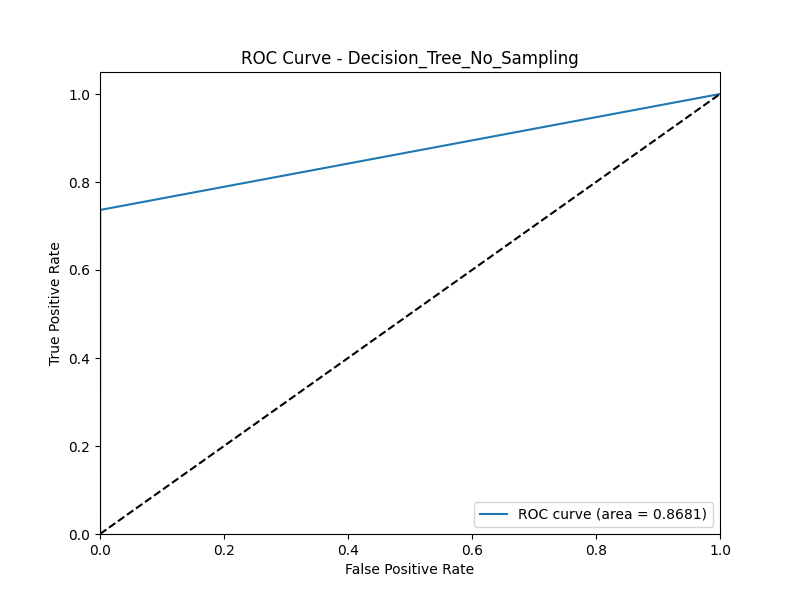 ROC Curve - Decision_Tree_No_Sampling
1.0
0.8
0.6
0.4
0.2
0.0
True Positive Rate
ROC curve (area = 0.8681)
0.0 0.2 0.4 0.6 0.8 1.0
False Positive Rate